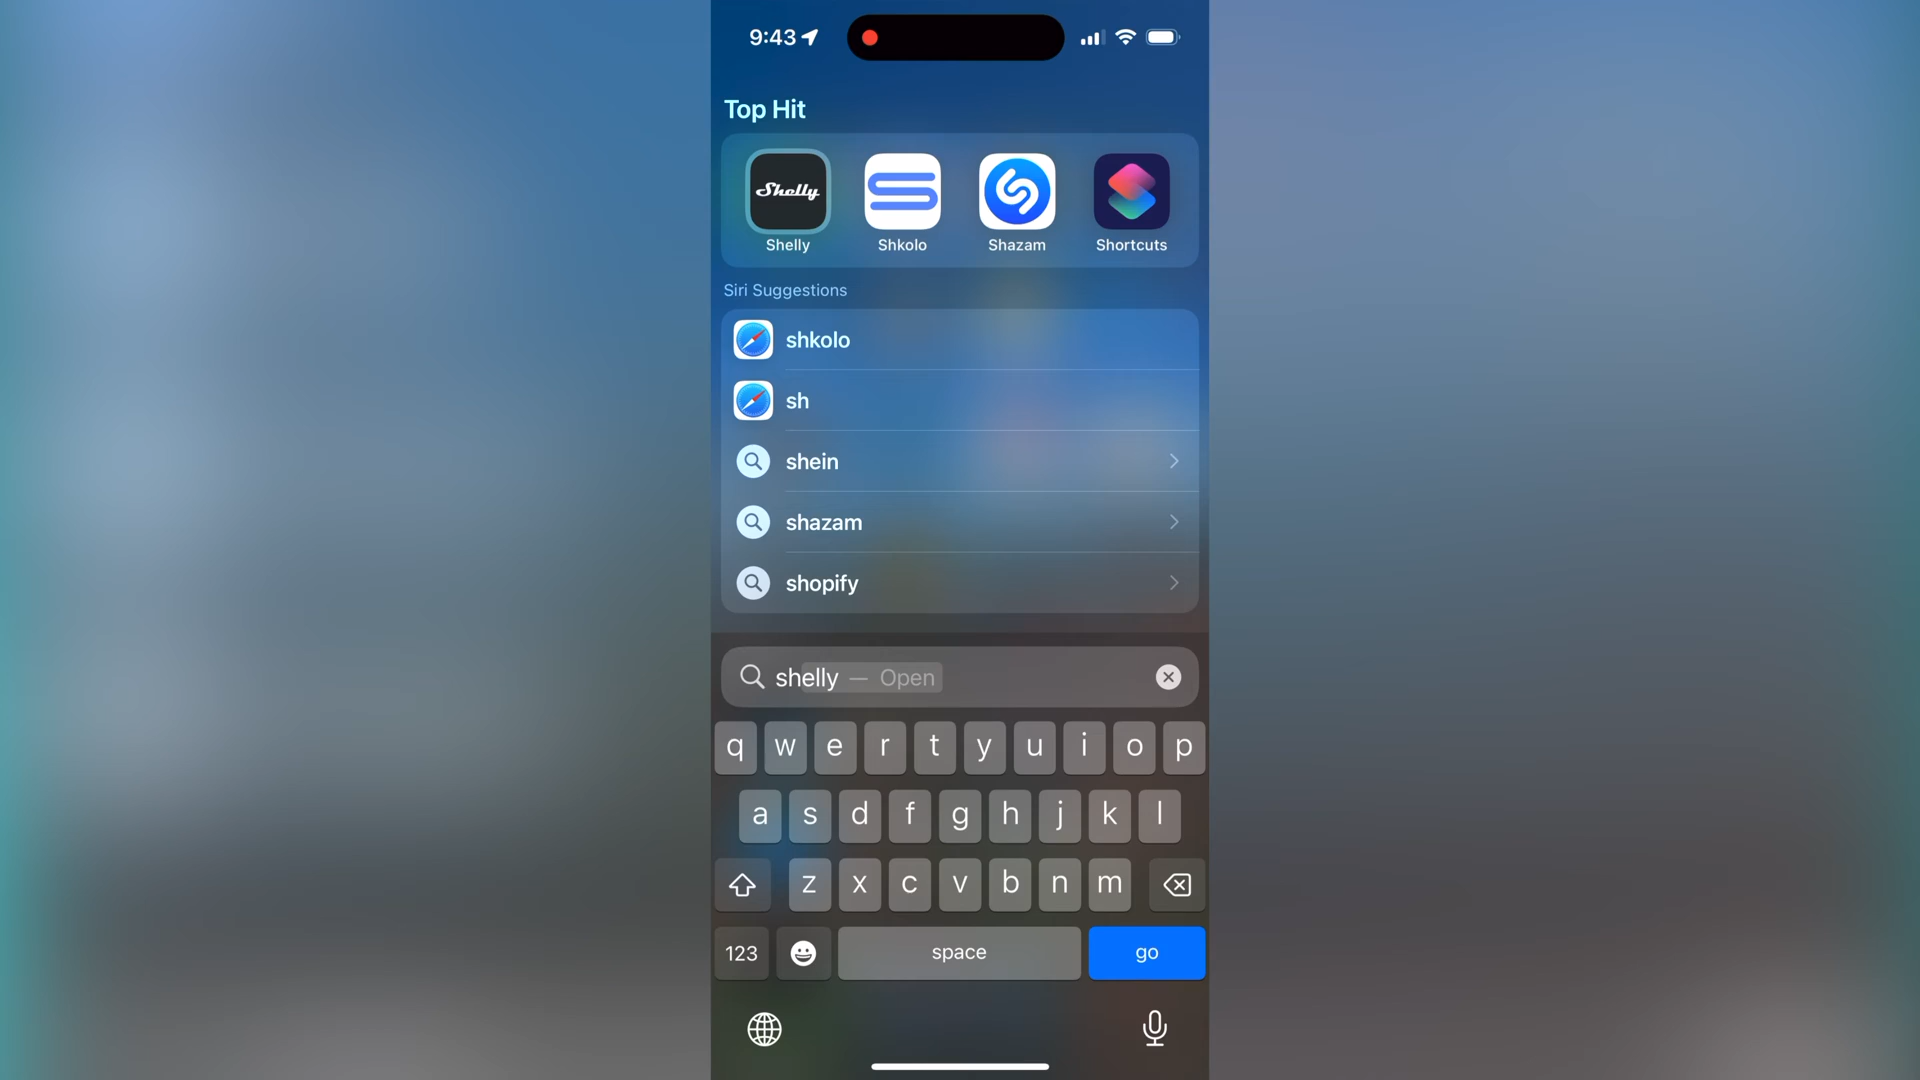 9:43
Top Hit
Shelly
Shelly Shkolo Shazam Shortcuts
Siri Suggestions
shkolo
sh
shein
shazam
shopify
shelly — Open
q w e r t y u i o p
a s d f g h j k l
z x c v b n m
123 space go